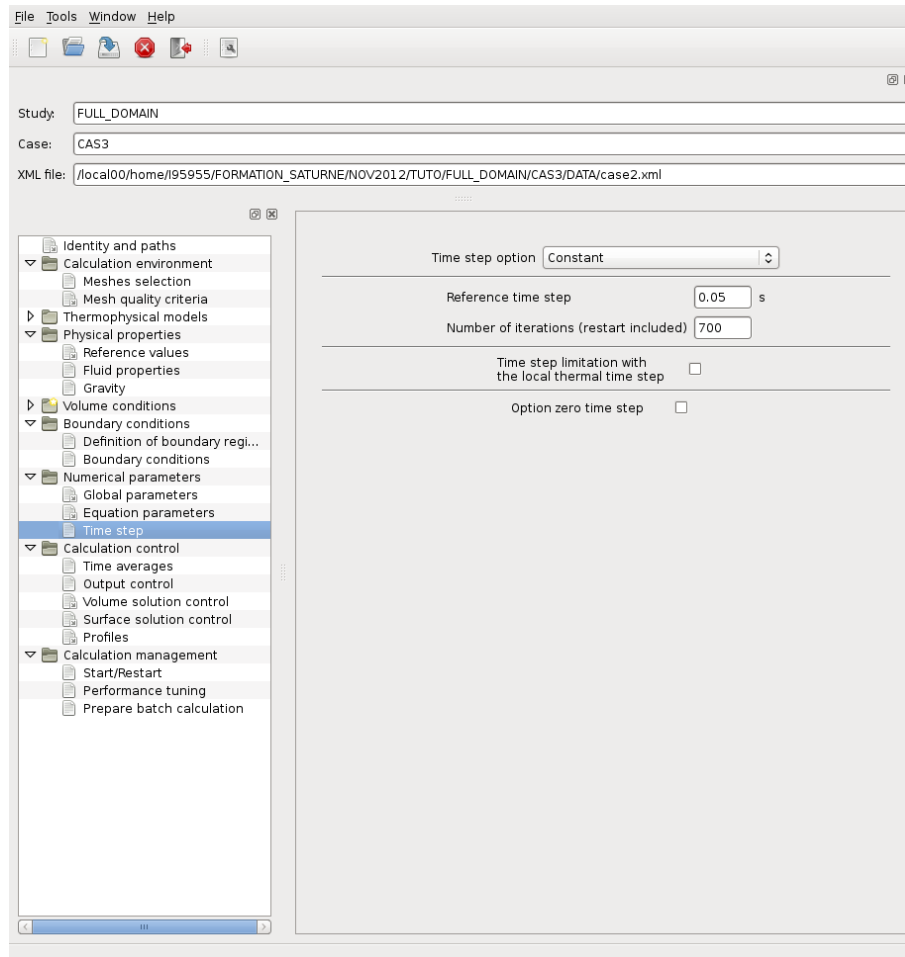 File Tools Window Help
Study: FULL_DOMAIN
Case: CAS3
XML file: /local00/home/I95955/FORMATION_SATURNE/NOV2012/TUTO/FULL_DOMAIN/CAS3/DATA/case2.xml
Identity and paths
Calculation environment
Meshes selection
Mesh quality criteria
Thermophysical models
Physical properties
Reference values
Fluid properties
Gravity
Volume conditions
Boundary conditions
Definition of boundary regi...
Boundary conditions
Numerical parameters
Global parameters
Equation parameters
Time step
Calculation control
Time averages
Output control
Volume solution control
Surface solution control
Profiles
Calculation management
Start/Restart
Performance tuning
Prepare batch calculation
Time step option Constant
Reference time step 0.05 s
Number of iterations (restart included) 700
Time step limitation with
the local thermal time step
Option zero time step